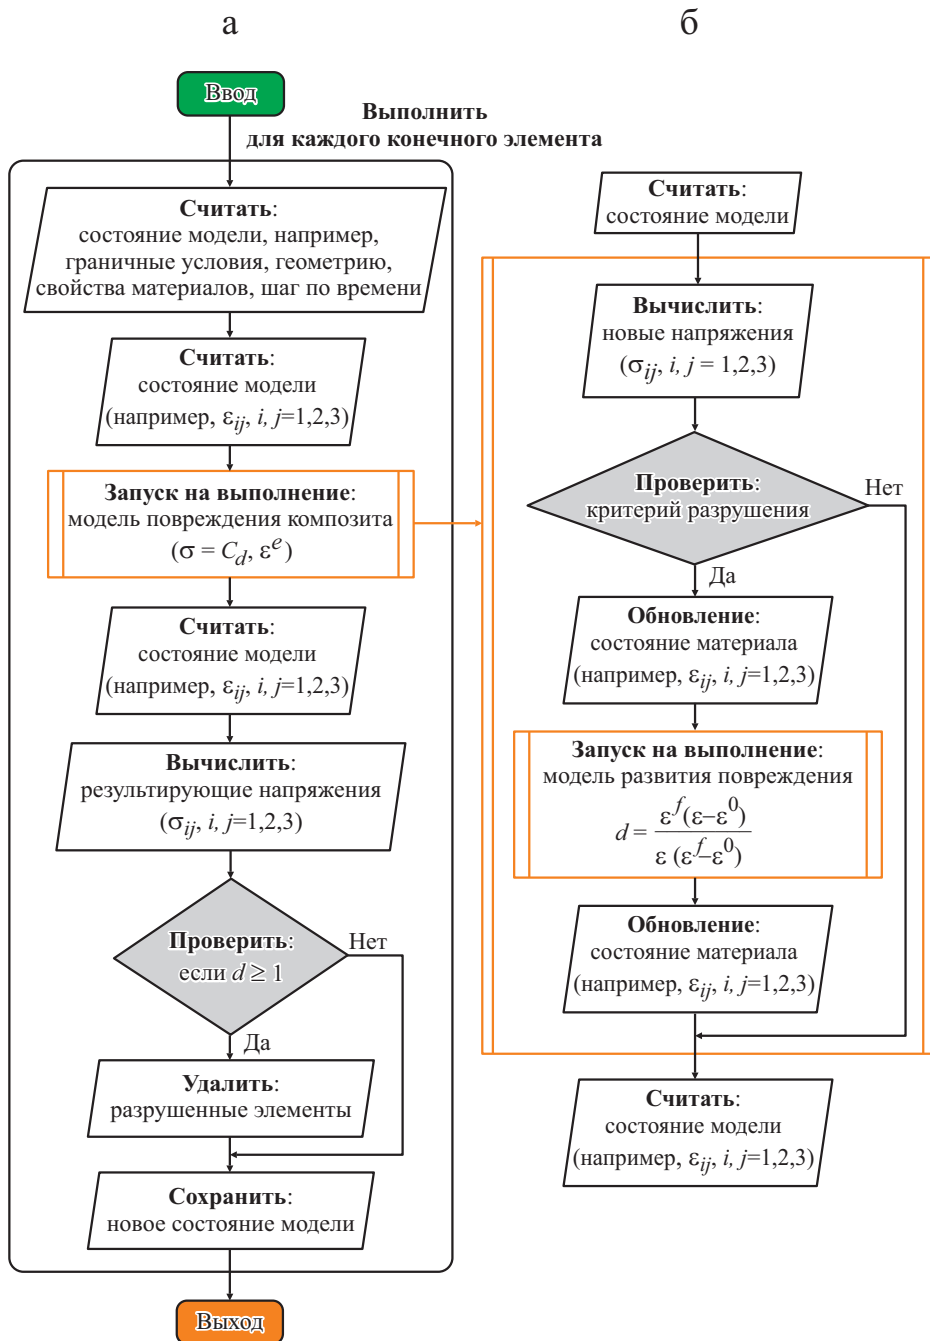 а
Ввод
Выполнить
для каждого конечного элемента
Считать:
состояние модели, например,
граничные условия, геометрию,
свойства материалов, шаг по времени
Считать:
состояние модели
(например, εij, i, j=1,2,3)
Запуск на выполнение:
модель повреждения композита
(σ = Cd, εe)
Считать:
состояние модели
(например, εij, i, j=1,2,3)
Вычислить:
результирующие напряжения
(σij, i, j=1,2,3)
Проверить:
если d ≥ 1
Нет
Да
Удалить:
разрушенные элементы
Сохранить:
новое состояние модели
Выход
б
Считать:
состояние модели
Вычислить:
новые напряжения
(σij, i, j = 1,2,3)
Проверить:
критерий разрушения
Нет
Да
Обновление:
состояние материала
(например, εij, i, j=1,2,3)
Запуск на выполнение:
модель развития повреждения
d = εf(ε−ε0) / ε (εf−ε0)
Обновление:
состояние материала
(например, εij, i, j=1,2,3)
Считать:
состояние модели
(например, εij, i, j=1,2,3)